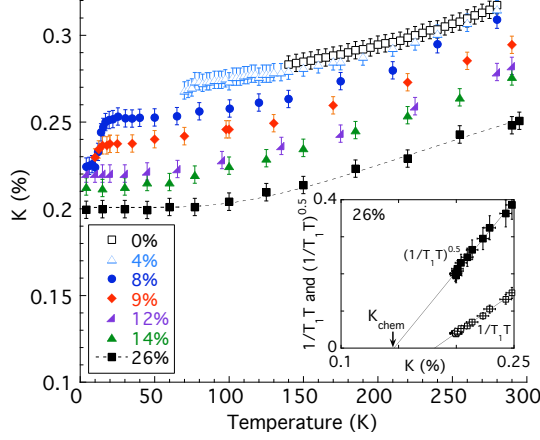 0.3
0.25
0.2
0.15
0.1
K (%)
0 50 100 150 200 250 300
Temperature (K)
0%
4%
8%
9%
12%
14%
26%
0.4
0
0.1 0.25
K (%)
1/T₁T and (1/T₁T)^0.5
26%
(1/T₁T)^0.5
K_chem
1/T₁T